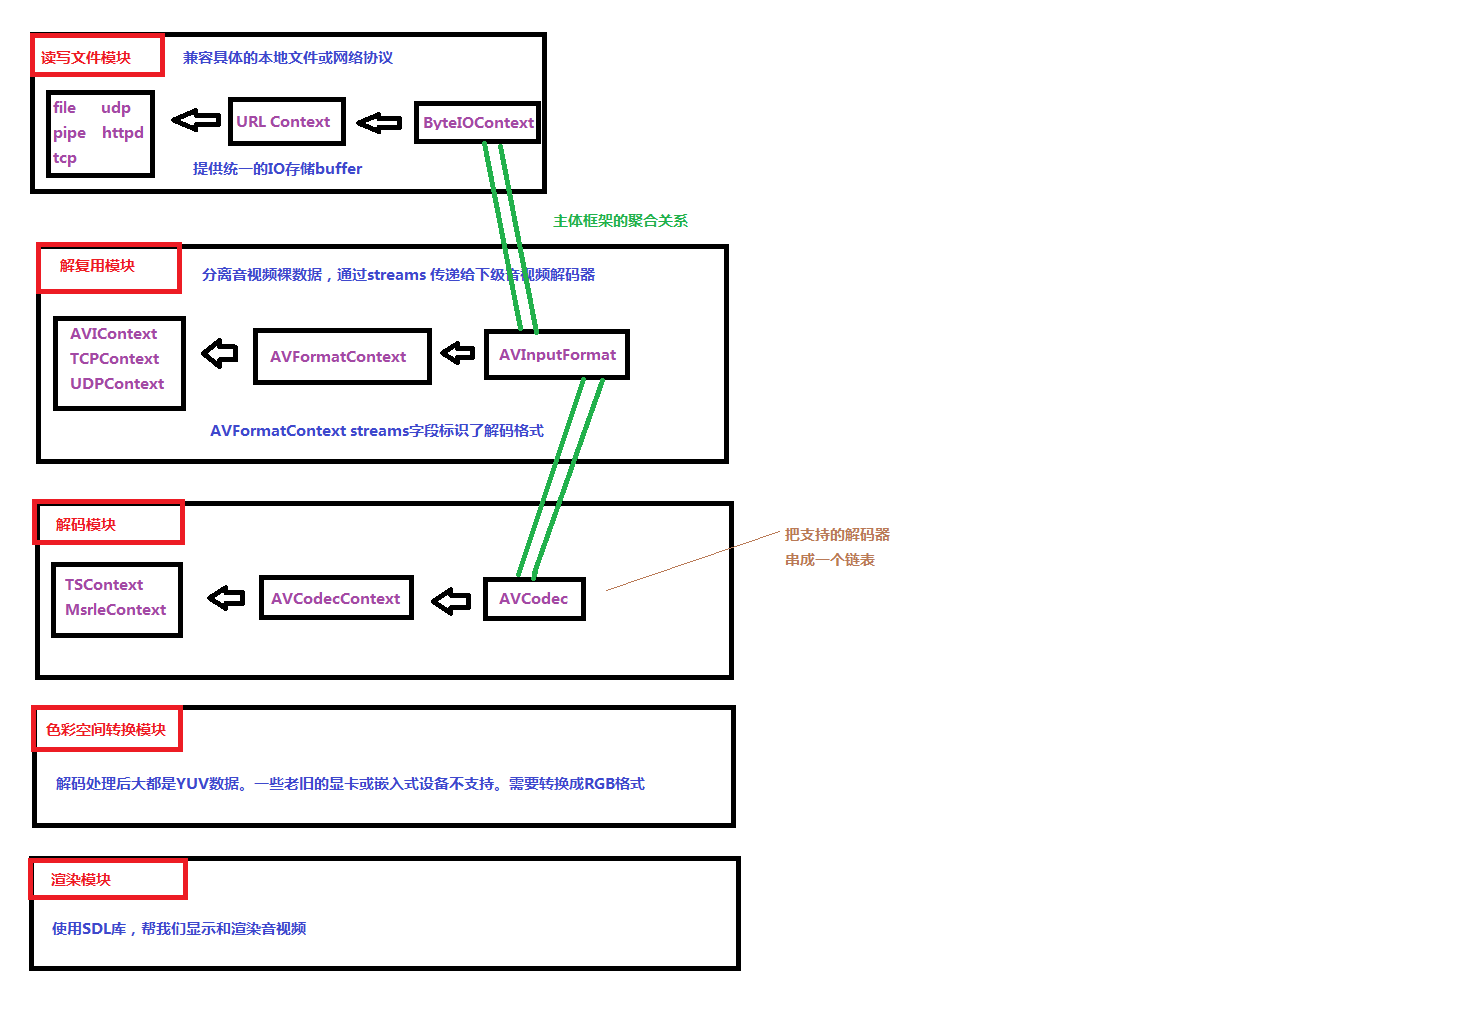 读写文件模块
兼容具体的本地文件或网络协议
file udp
pipe httpd
tcp
URL Context
ByteIOContext
提供统一的IO存储buffer
主体框架的聚合关系
解复用模块
分离音视频裸数据，通过streams 传递给下级音视频解码器
AVIContext
TCPContext
UDPContext
AVFormatContext
AVInputFormat
AVFormatContext streams字段标识了解码格式
解码模块
把支持的解码器
串成一个链表
TSContext
MsrleContext
AVCodecContext
AVCodec
色彩空间转换模块
解码处理后大都是YUV数据。一些老旧的显卡或嵌入式设备不支持。需要转换成RGB格式
渲染模块
使用SDL库，帮我们显示和渲染音视频